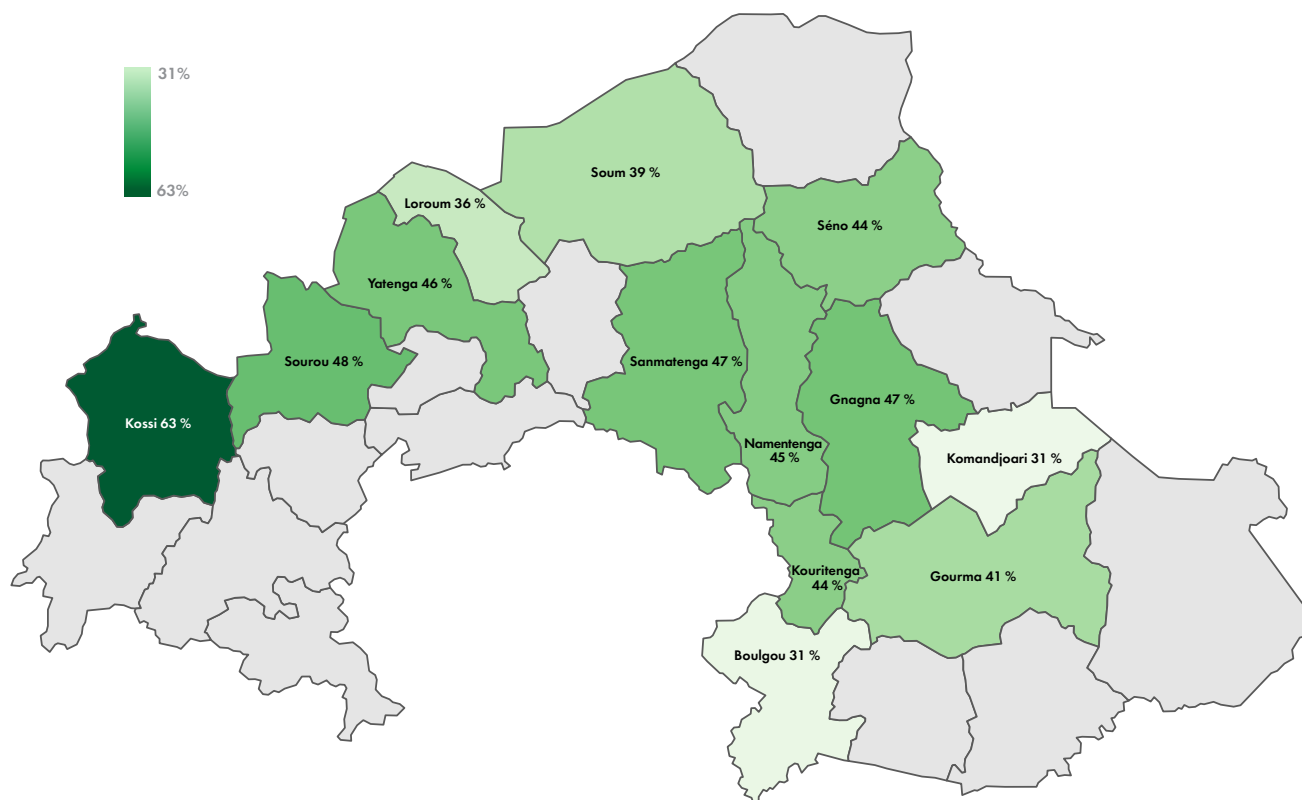 31%
63%
Soum 39 %
Loroum 36 %
Séno 44 %
Yatenga 46 %
Sourou 48 %
Sanmatenga 47 %
Gnagna 47 %
Kossi 63 %
Namentenga
45 %
Komandjoari 31 %
Kouritenga
44 %
Gourma 41 %
Boulgou 31 %